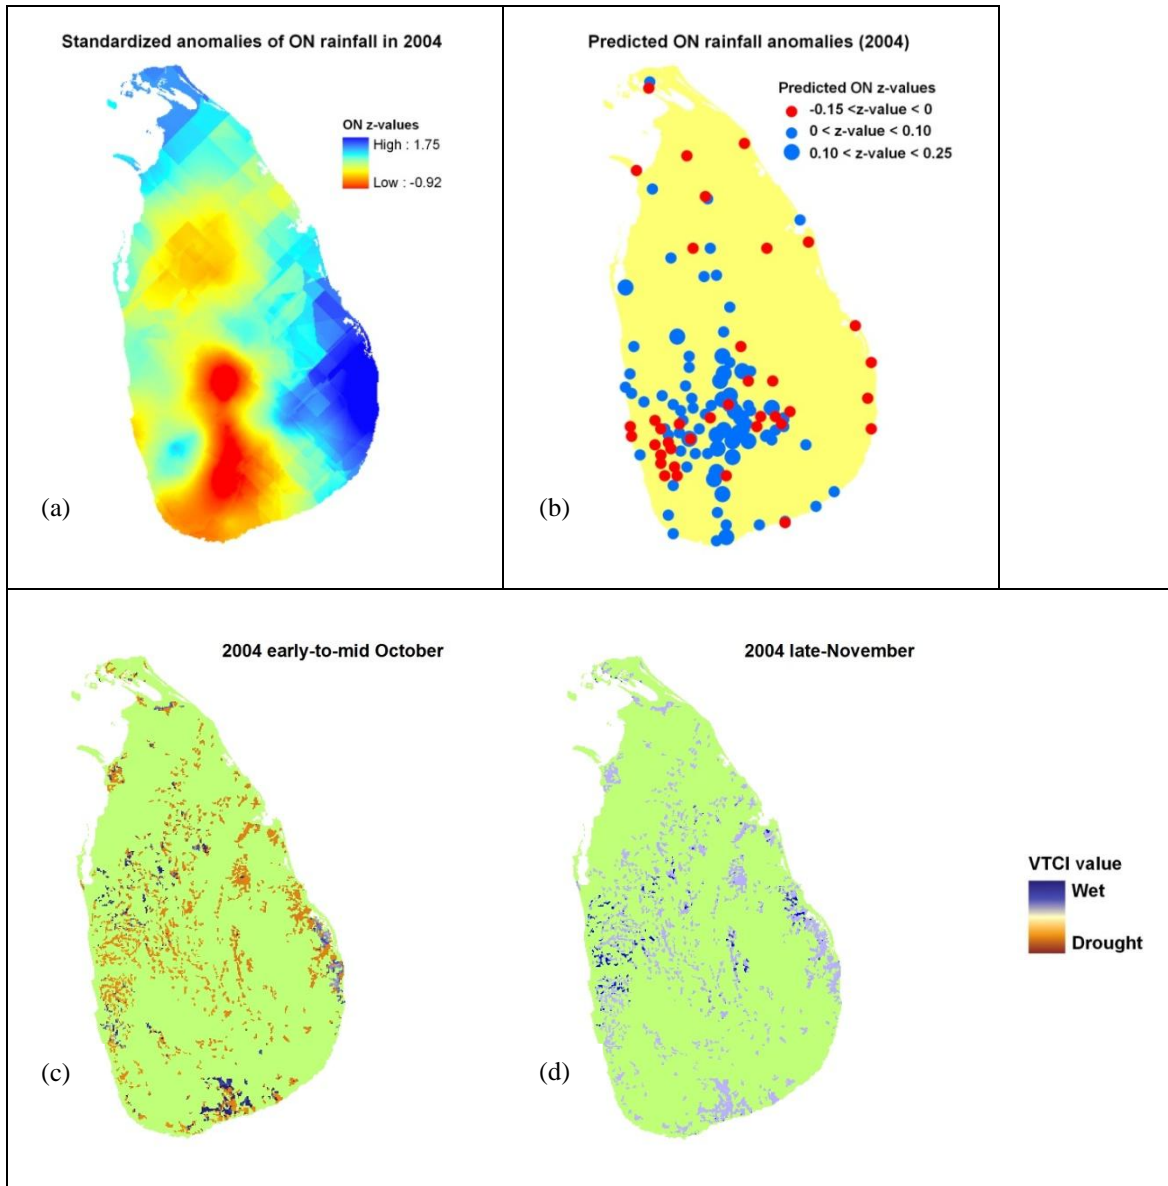 Standardized anomalies of ON rainfall in 2004
ON z-values
High : 1.75
Low : -0.92
(a)
Predicted ON rainfall anomalies (2004)
Predicted ON z-values
-0.15 <z-value < 0
0 < z-value < 0.10
0.10 < z-value < 0.25
(b)
2004 early-to-mid October
(c)
2004 late-November
(d)
VTCI value
Wet
Drought